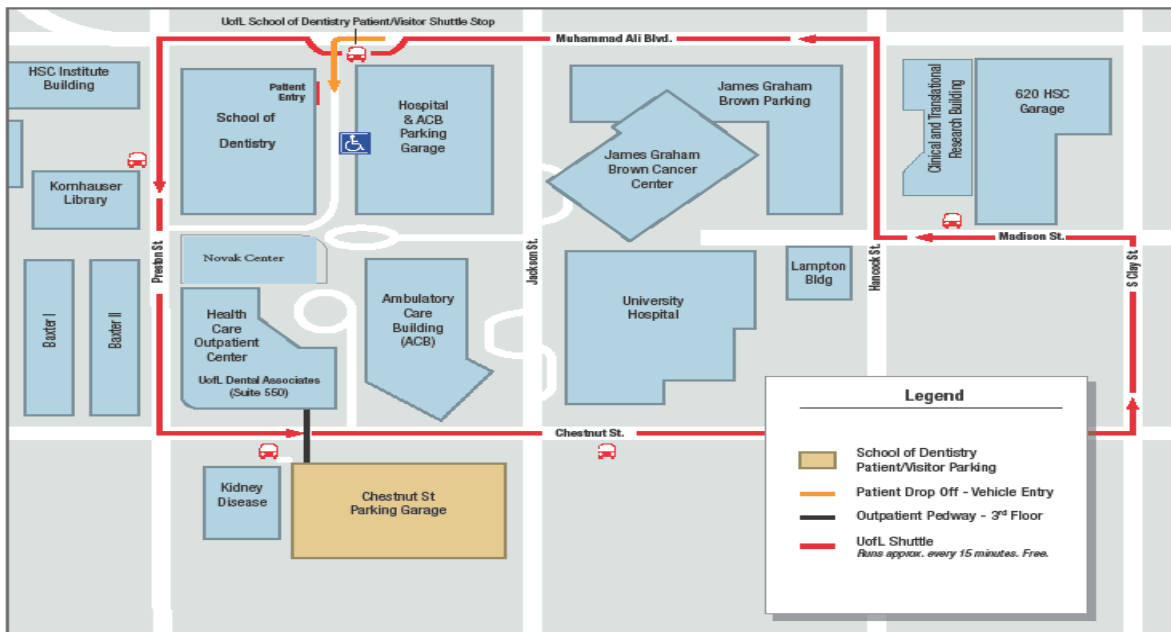 UofL School of Dentistry Patient/Visitor Shuttle Stop
Muhammad Ali Blvd.
HSC Institute
Building
Patient
Entry
School of
Dentistry
Hospital
& ACB
Parking
Garage
James Graham
Brown Parking
James Graham
Brown Cancer
Center
Clinical and Translational
Research Building
620 HSC
Garage
Kornhauser
Library
Preston St.
Jackson St.
Hancock St.
Madison St.
S Clay St.
Novak Center
Lampton
Bldg
Baxter I
Baxter II
Health
Care
Outpatient
Center
UofL Dental Associates
(Suite 550)
Ambulatory
Care
Building
(ACB)
University
Hospital
Chestnut St.
Kidney
Disease
Chestnut St
Parking Garage
Legend
School of Dentistry
Patient/Visitor Parking
Patient Drop Off - Vehicle Entry
Outpatient Pedway - 3rd Floor
UofL Shuttle
Runs approx. every 15 minutes. Free.